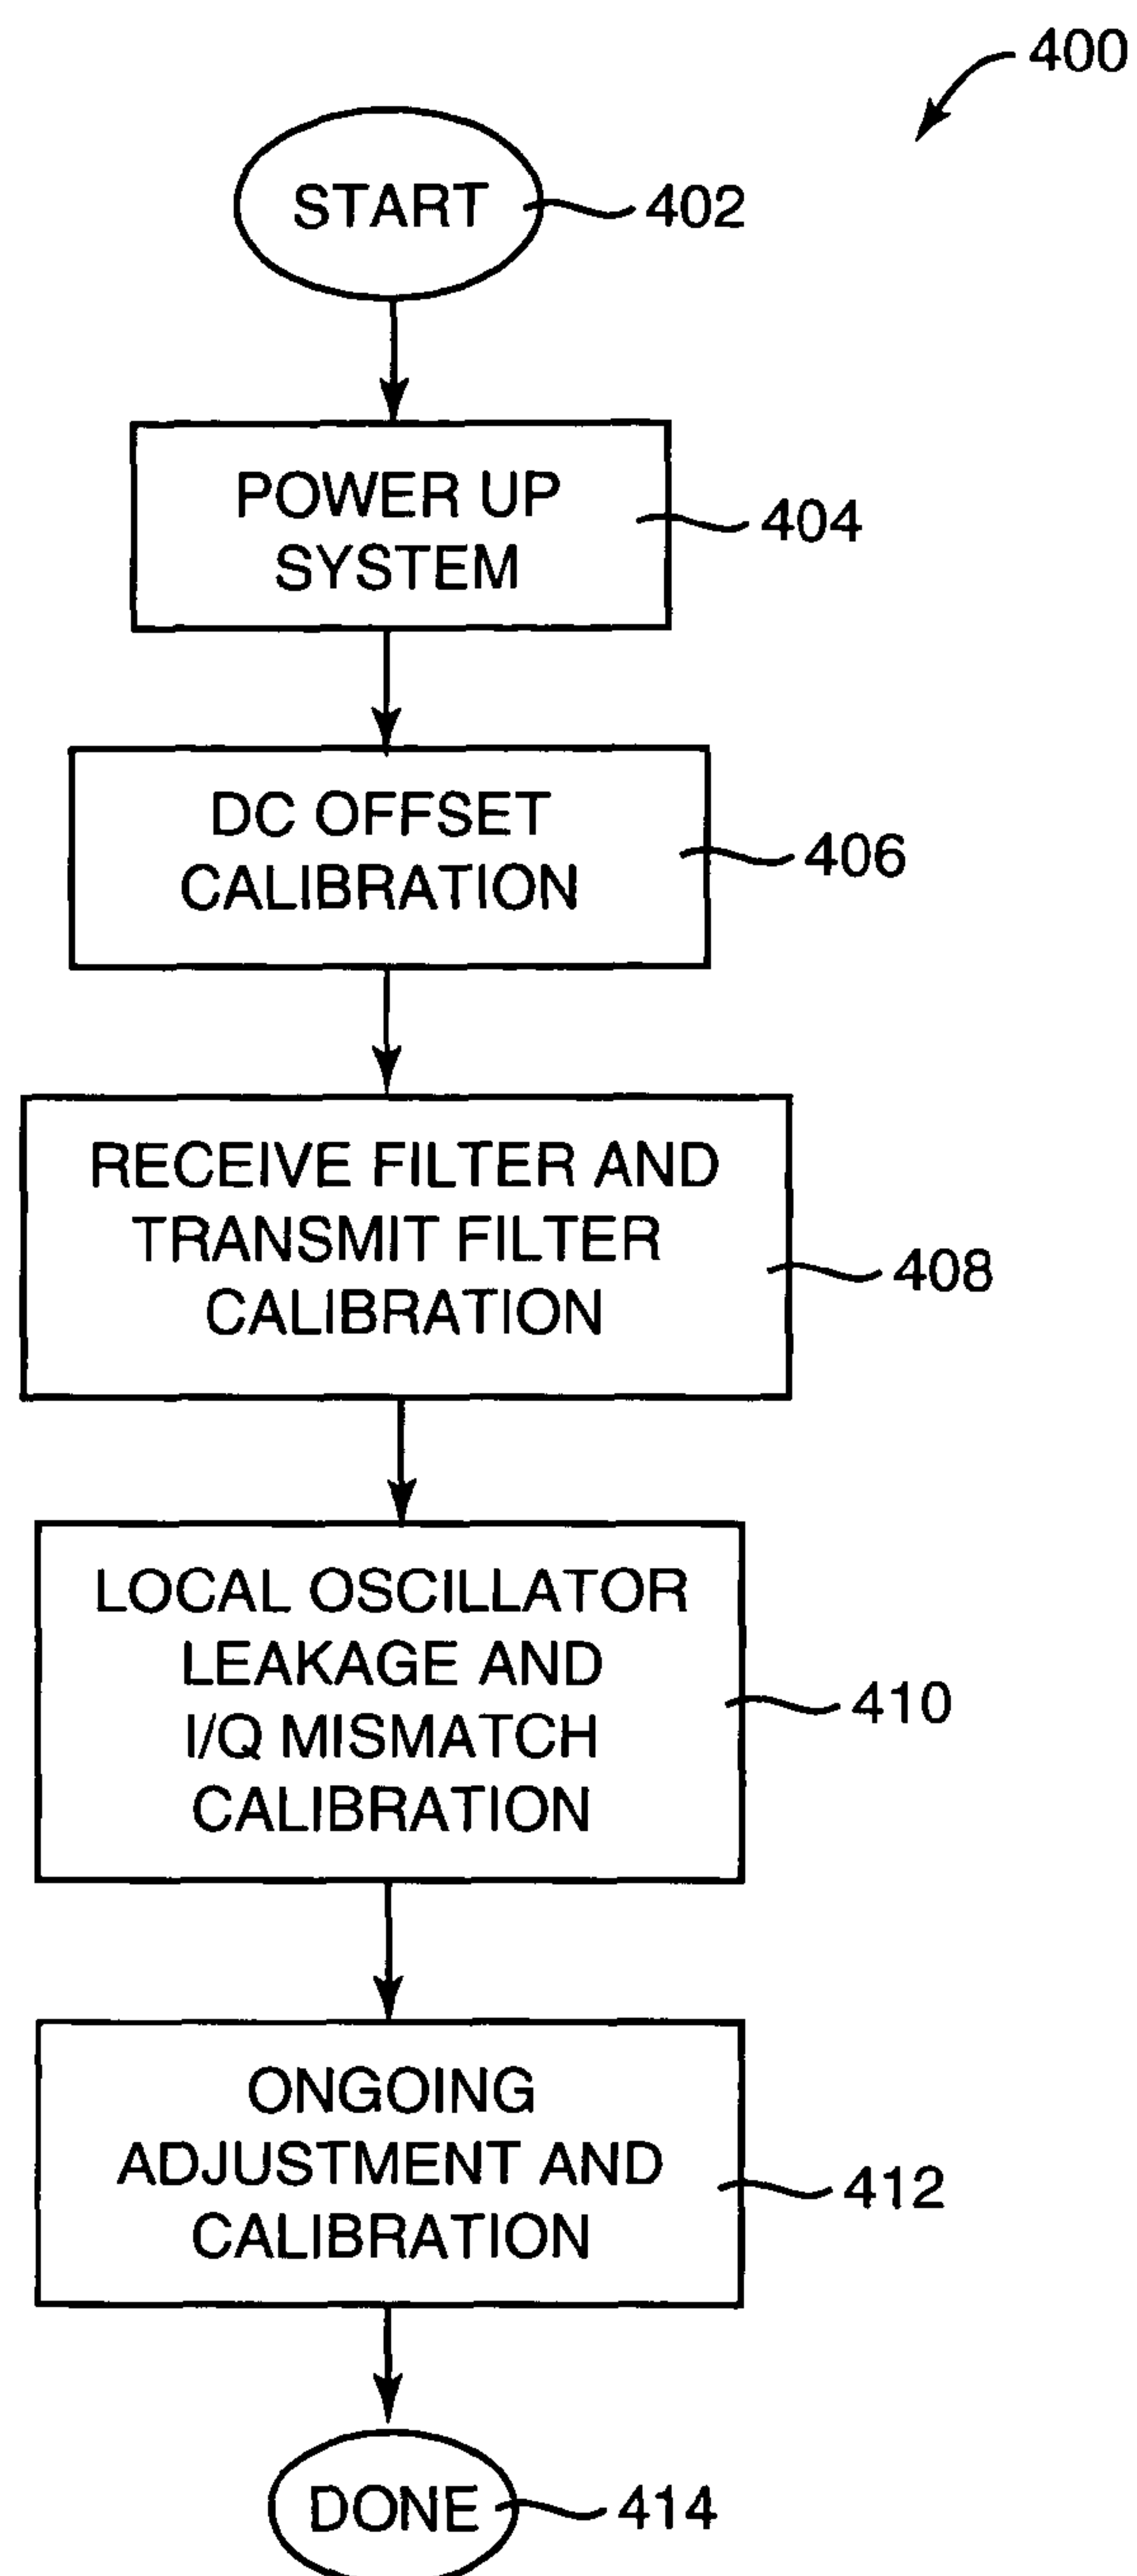 400
START
402
POWER UP
SYSTEM
404
DC OFFSET
CALIBRATION
406
RECEIVE FILTER AND
TRANSMIT FILTER
CALIBRATION
408
LOCAL OSCILLATOR
LEAKAGE AND
I/Q MISMATCH
CALIBRATION
410
ONGOING
ADJUSTMENT AND
CALIBRATION
412
DONE
414